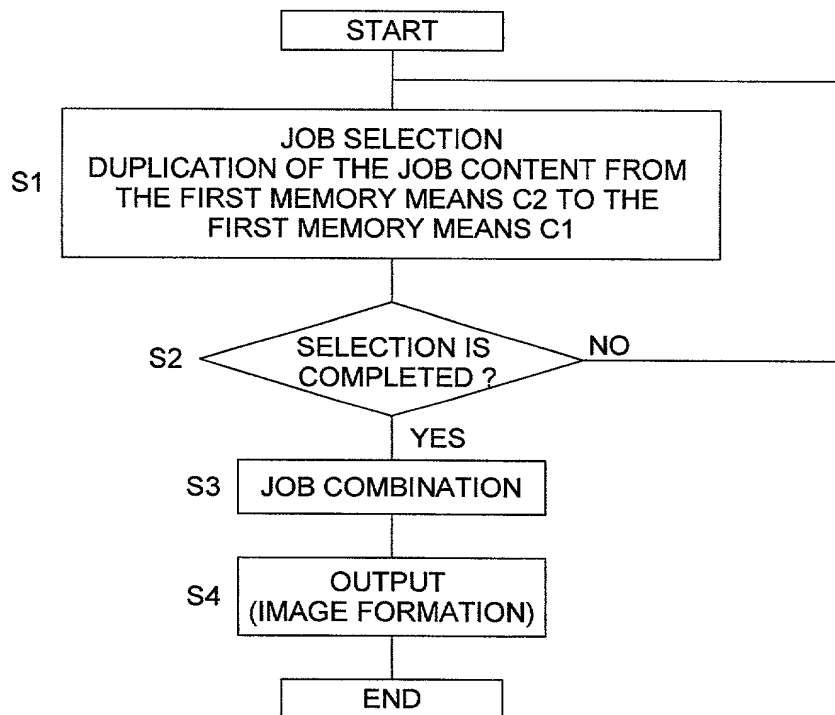 START
S1
JOB SELECTION
DUPLICATION OF THE JOB CONTENT FROM
THE FIRST MEMORY MEANS C2 TO THE
FIRST MEMORY MEANS C1
S2
SELECTION IS
COMPLETED ?
NO
YES
S3
JOB COMBINATION
S4
OUTPUT
(IMAGE FORMATION)
END